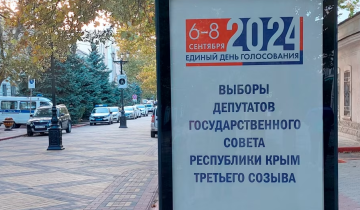 6-8
СЕНТЯБРЯ
2024
ЕДИНЫЙ ДЕНЬ ГОЛОСОВАНИЯ
ВЫБОРЫ
ДЕПУТАТОВ
ГОСУДАРСТВЕННОГО
СОВЕТА
РЕСПУБЛИКИ КРЫМ
ТРЕТЬЕГО СОЗЫВА